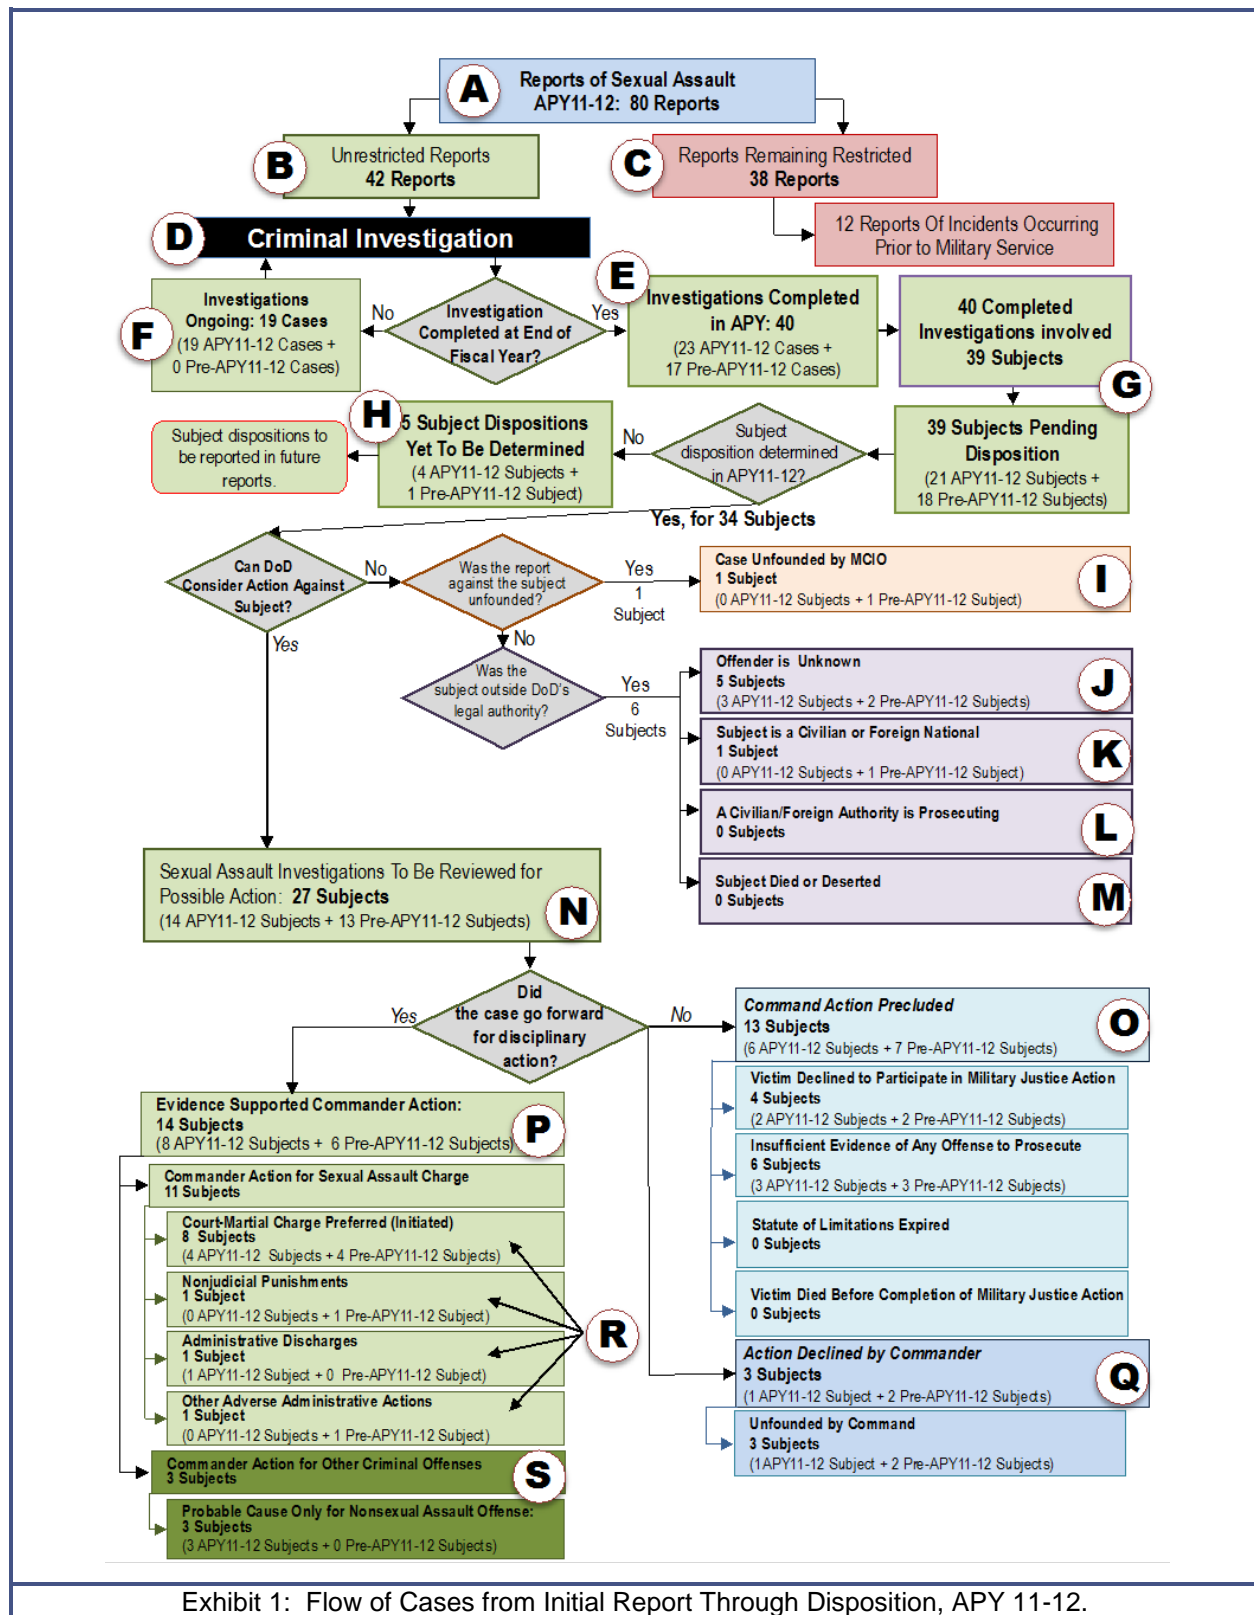 A
Reports of Sexual Assault
APY11-12: 80 Reports
B
Unrestricted Reports
42 Reports
C
Reports Remaining Restricted
38 Reports
12 Reports Of Incidents Occurring
Prior to Military Service
D
Criminal Investigation
E
Investigations Completed
in APY: 40
(23 APY11-12 Cases +
17 Pre-APY11-12 Cases)
F
Investigations
Ongoing: 19 Cases
(19 APY11-12 Cases +
0 Pre-APY11-12 Cases)
No
Investigation
Completed at End of
Fiscal Year?
Yes
40 Completed
Investigations involved
39 Subjects
G
39 Subjects Pending
Disposition
(21 APY11-12 Subjects +
18 Pre-APY11-12 Subjects)
Subject
disposition determined
in APY11-12?
No
H
5 Subject Dispositions
Yet To Be Determined
(4 APY11-12 Subjects +
1 Pre-APY11-12 Subject)
Subject dispositions to
be reported in future
reports.
Yes, for 34 Subjects
Can DoD
Consider Action Against
Subject?
No
Was the report
against the subject
unfounded?
Yes
1
Subject
Case Unfounded by MCIO
1 Subject
(0 APY11-12 Subjects + 1 Pre-APY11-12 Subject)
I
Yes
No
Was the
subject outside DoD's
legal authority?
Yes
6
Subjects
Offender is Unknown
5 Subjects
(3 APY11-12 Subjects + 2 Pre-APY11-12 Subjects)
J
Subject is a Civilian or Foreign National
1 Subject
(0 APY11-12 Subjects + 1 Pre-APY11-12 Subject)
K
A Civilian/Foreign Authority is Prosecuting
0 Subjects
L
Subject Died or Deserted
0 Subjects
M
Sexual Assault Investigations To Be Reviewed for
Possible Action: 27 Subjects
(14 APY11-12 Subjects + 13 Pre-APY11-12 Subjects)
N
Did
the case go forward
for disciplinary
action?
Yes
No
Command Action Precluded
13 Subjects
(6 APY11-12 Subjects + 7 Pre-APY11-12 Subjects)
O
Victim Declined to Participate in Military Justice Action
4 Subjects
(2 APY11-12 Subjects + 2 Pre-APY11-12 Subjects)
Insufficient Evidence of Any Offense to Prosecute
6 Subjects
(3 APY11-12 Subjects + 3 Pre-APY11-12 Subjects)
Statute of Limitations Expired
0 Subjects
Victim Died Before Completion of Military Justice Action
0 Subjects
Action Declined by Commander
3 Subjects
(1 APY11-12 Subject + 2 Pre-APY11-12 Subjects)
Q
Unfounded by Command
3 Subjects
(1APY11-12 Subject + 2 Pre-APY11-12 Subjects)
Evidence Supported Commander Action:
14 Subjects
(8 APY11-12 Subjects + 6 Pre-APY11-12 Subjects)
P
Commander Action for Sexual Assault Charge
11 Subjects
Court-Martial Charge Preferred (Initiated)
8 Subjects
(4 APY11-12 Subjects + 4 Pre-APY11-12 Subjects)
Nonjudicial Punishments
1 Subject
(0 APY11-12 Subjects + 1 Pre-APY11-12 Subject)
R
Administrative Discharges
1 Subject
(1 APY11-12 Subject + 0 Pre-APY11-12 Subject)
Other Adverse Administrative Actions
1 Subject
(0 APY11-12 Subjects + 1 Pre-APY11-12 Subject)
Commander Action for Other Criminal Offenses
3 Subjects
S
Probable Cause Only for Nonsexual Assault Offense:
3 Subjects
(3 APY11-12 Subjects + 0 Pre-APY11-12 Subjects)
Exhibit 1: Flow of Cases from Initial Report Through Disposition, APY 11-12.